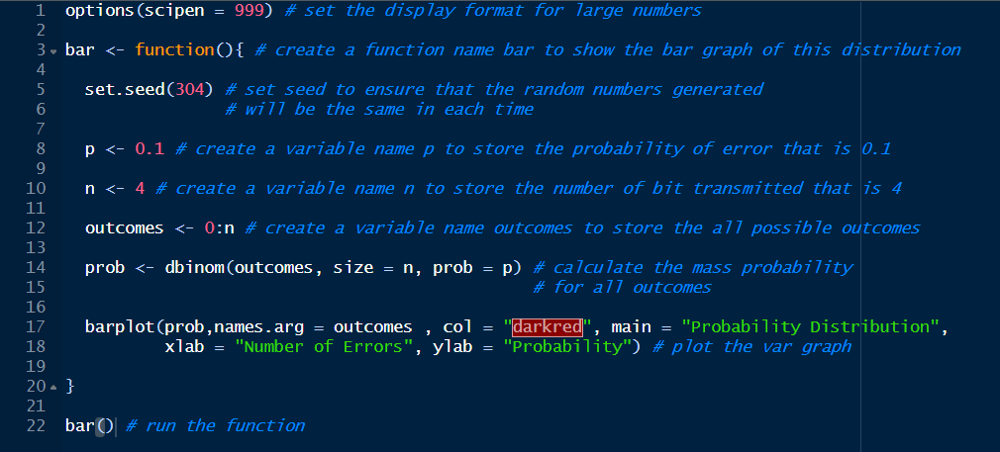 1 options(scipen = 999) # set the display format for large numbers
2
3 bar <- function(){ # create a function name bar to show the bar graph of this distribution
4
5 set.seed(304) # set seed to ensure that the random numbers generated
6 # will be the same in each time
7
8 p <- 0.1 # create a variable name p to store the probability of error that is 0.1
9
10 n <- 4 # create a variable name n to store the number of bit transmitted that is 4
11
12 outcomes <- 0:n # create a variable name outcomes to store the all possible outcomes
13
14 prob <- dbinom(outcomes, size = n, prob = p) # calculate the mass probability
15 # for all outcomes
16
17 barplot(prob,names.arg = outcomes , col = "darkred", main = "Probability Distribution",
18 xlab = "Number of Errors", ylab = "Probability") # plot the var graph
19
20 }
21
22 bar() # run the function